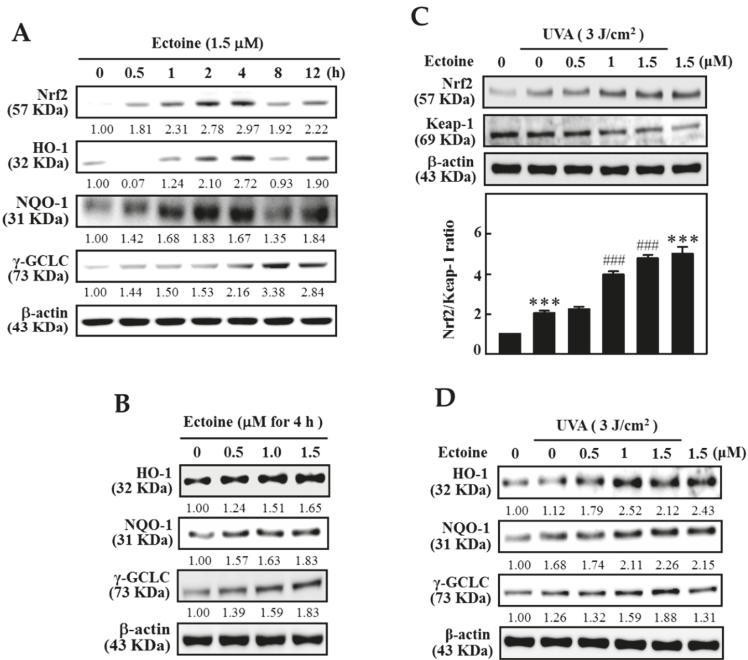 A
Ectoine (1.5 μM)
0 0.5 1 2 4 8 12 (h)
Nrf2
(57 KDa)
1.00 1.81 2.31 2.78 2.97 1.92 2.22
HO-1
(32 KDa)
1.00 0.07 1.24 2.10 2.72 0.93 1.90
NQO-1
(31 KDa)
1.00 1.42 1.68 1.83 1.67 1.35 1.84
γ-GCLC
(73 KDa)
1.00 1.44 1.50 1.53 2.16 3.38 2.84
β-actin
(43 KDa)
B
Ectoine (μM for 4 h)
0 0.5 1.0 1.5
HO-1
(32 KDa)
1.00 1.24 1.51 1.65
NQO-1
(31 KDa)
1.00 1.57 1.63 1.83
γ-GCLC
(73 KDa)
1.00 1.39 1.59 1.83
β-actin
(43 KDa)
C
UVA ( 3 J/cm²)
Ectoine 0 0 0.5 1 1.5 1.5 (μM)
Nrf2
(57 KDa)
Keap-1
(69 KDa)
β-actin
(43 KDa)
Nrf2/Keap-1 ratio
6
4
2
0
*** ### ### ***
D
UVA ( 3 J/cm²)
Ectoine 0 0 0.5 1 1.5 1.5 (μM)
HO-1
(32 KDa)
1.00 1.12 1.79 2.52 2.12 2.43
NQO-1
(31 KDa)
1.00 1.68 1.74 2.11 2.26 2.15
γ-GCLC
(73 KDa)
1.00 1.26 1.32 1.59 1.88 1.31
β-actin
(43 KDa)